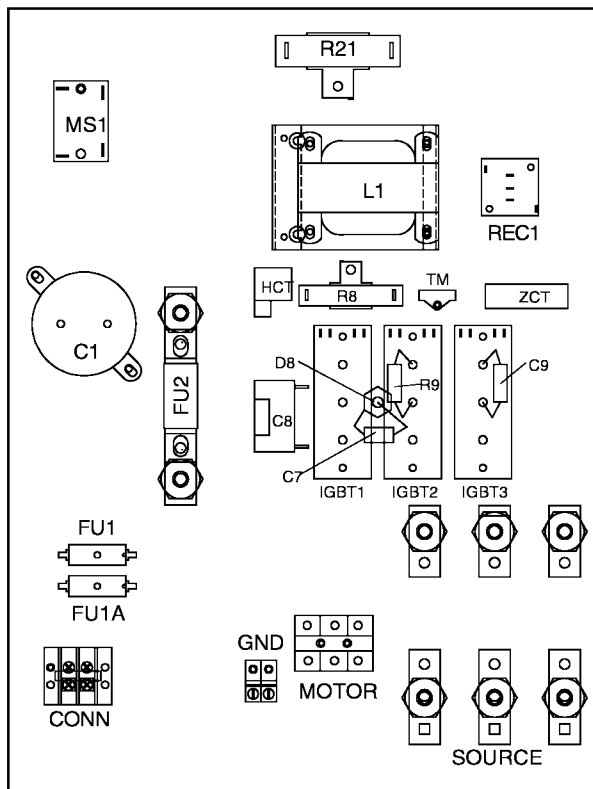 R21
MS1
L1
REC1
HCT
R8
TM
ZCT
C1
FU2
D8
R9
C9
C8
C7
IGBT1
IGBT2
IGBT3
FU1
FU1A
GND
MOTOR
CONN
SOURCE